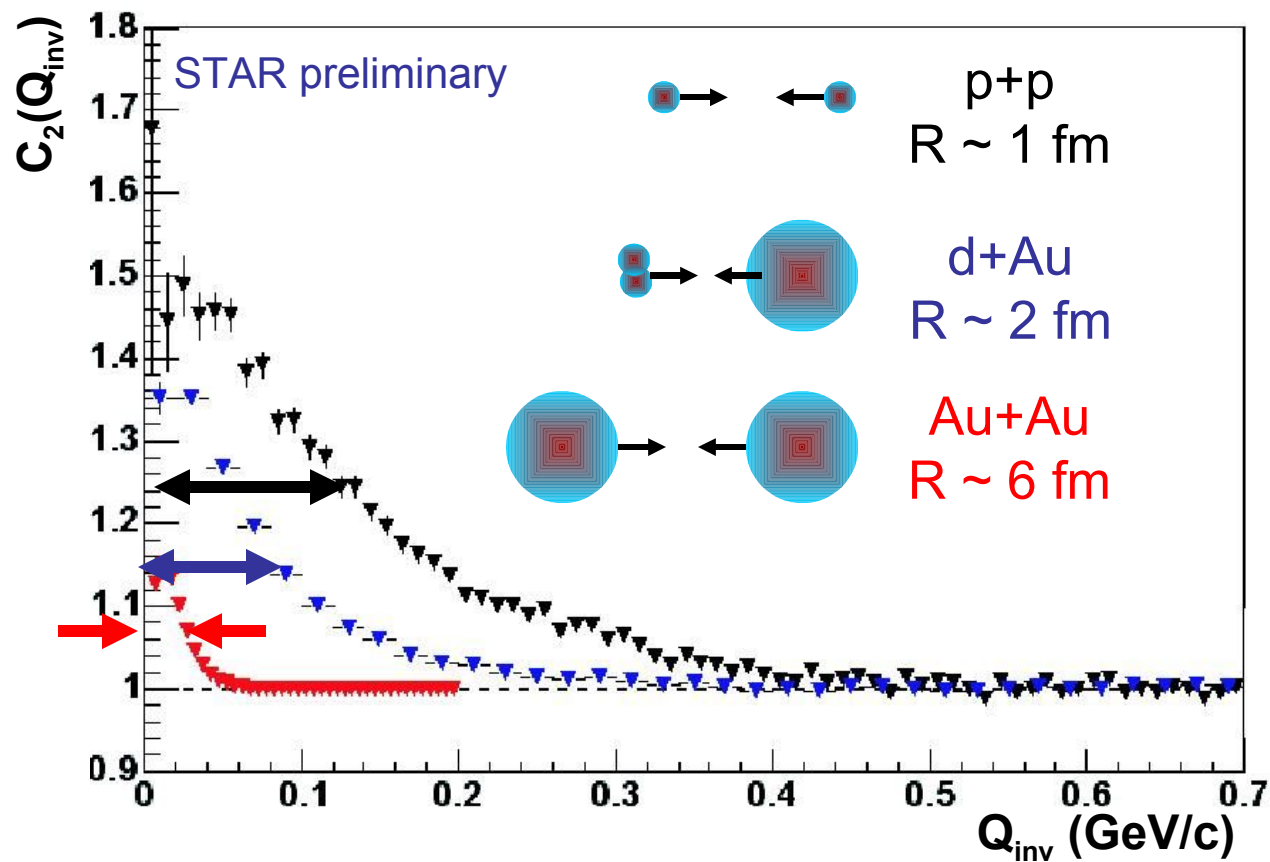 C2(Qinv)
1.8
1.7
1.6
1.5
1.4
1.3
1.2
1.1
1
0.9
STAR preliminary
p+p
R ~ 1 fm
d+Au
R ~ 2 fm
Au+Au
R ~ 6 fm
0 0.1 0.2 0.3 0.4 0.5 0.6 0.7
Qinv (GeV/c)